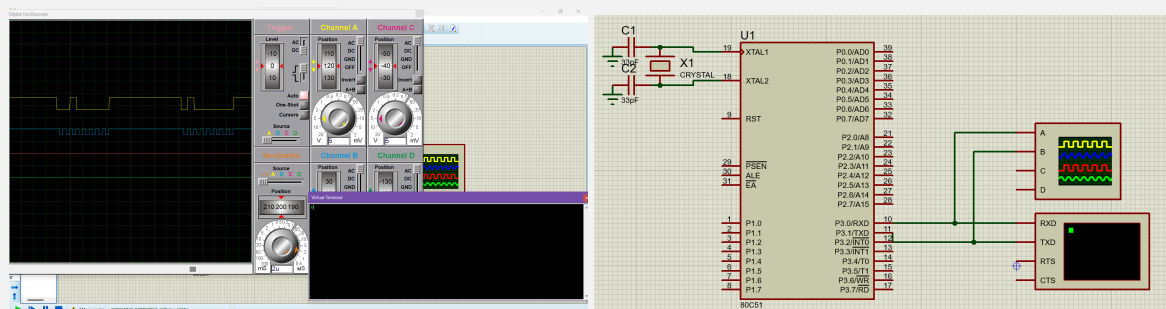 Digital Oscilloscope
Trigger
Level
AC
DC
-10
0
10
Auto
One-Shot
Cursors
Source
A B C D
Channel A
Position
AC
DC
GND
OFF
110
120
130
Invert
A+B
V
5
mV
Channel C
Position
AC
DC
GND
OFF
-50
-40
-30
Invert
C+D
V
5
mV
Horizontal
Source
A B C D
Position
210 200 190
mS
2u
µS
Channel B
Position
AC
DC
GND
30
Channel D
Position
AC
DC
GND
-130
Virtual Terminal
C1
33pF
C2
33pF
X1
CRYSTAL
U1
19
XTAL1
18
XTAL2
9
RST
29
PSEN
30
ALE
31
EA
1
P1.0
2
P1.1
3
P1.2
4
P1.3
5
P1.4
6
P1.5
7
P1.6
8
P1.7
P0.0/AD0
39
P0.1/AD1
38
P0.2/AD2
37
P0.3/AD3
36
P0.4/AD4
35
P0.5/AD5
34
P0.6/AD6
33
P0.7/AD7
32
P2.0/A8
21
P2.1/A9
22
P2.2/A10
23
P2.3/A11
24
P2.4/A12
25
P2.5/A13
26
P2.6/A14
27
P2.7/A15
28
P3.0/RXD
10
P3.1/TXD
11
P3.2/INT0
12
P3.3/INT1
13
P3.4/T0
14
P3.5/T1
15
P3.6/WR
16
P3.7/RD
17
80C51
A
B
C
D
RXD
TXD
RTS
CTS